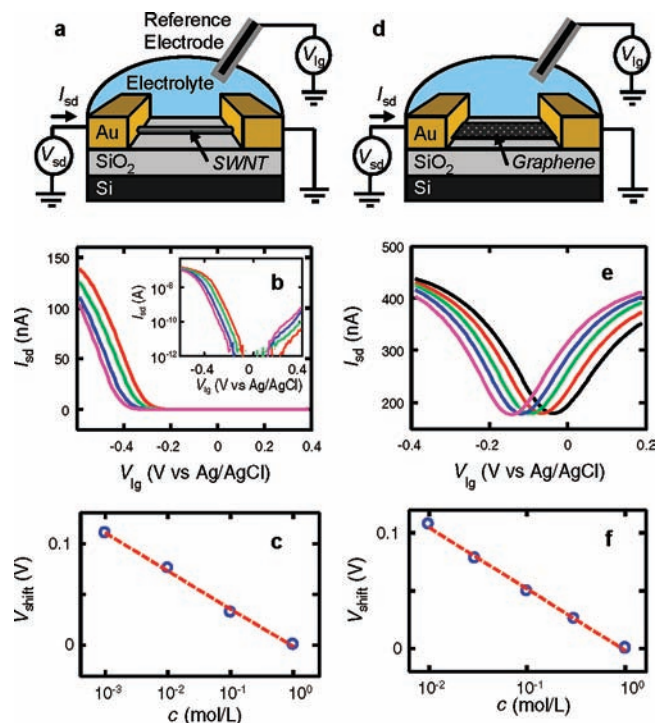 a
Reference
Electrode
V_lg
Electrolyte
I_sd
V_sd
Au
SiO2
SWNT
Si
d
V_lg
I_sd
V_sd
Au
SiO2
Graphene
Si
b
150
100
50
0
I_sd (nA)
-0.4 -0.2 0 0.2 0.4
V_lg (V vs Ag/AgCl)
10^-8
10^-10
10^-12
I_sd (A)
-0.4 0 0.4
V_lg (V vs Ag/AgCl)
e
500
400
300
200
I_sd (nA)
-0.4 -0.2 0
V_lg (V vs Ag/AgCl)
c
0.1
0
V_shift (V)
10^-3 10^-2 10^-1 10^0
c (mol/L)
f
0.1
0
V_shift (V)
10^-2 10^-1 10^0
c (mol/L)